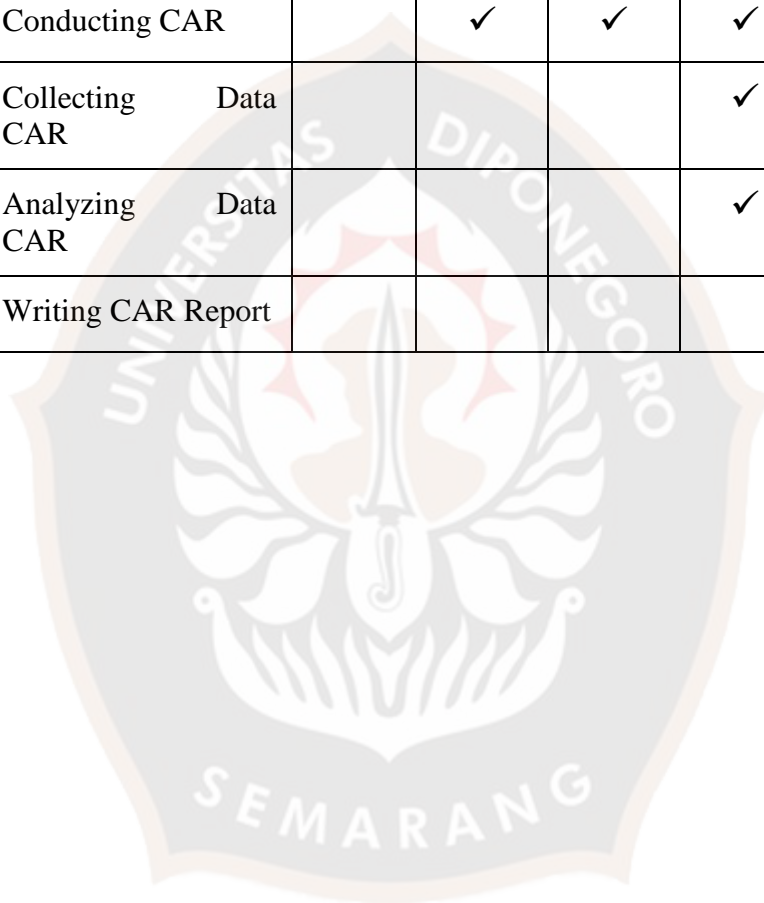 Conducting CAR ✓ ✓ ✓
Collecting Data
CAR ✓
Analyzing Data
CAR ✓
Writing CAR Report
UNIVERSITAS DIPONEGORO
SEMARANG